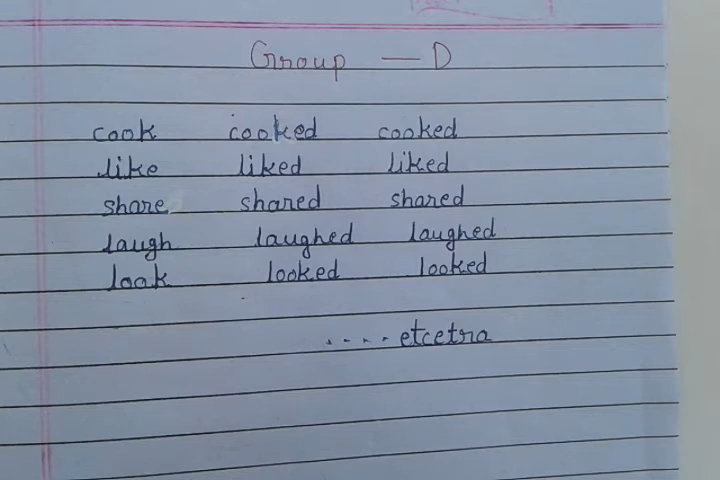 Group — D
cook cooked cooked
like liked liked
share shared shared
laugh laughed laughed
look looked looked
.... etcetra